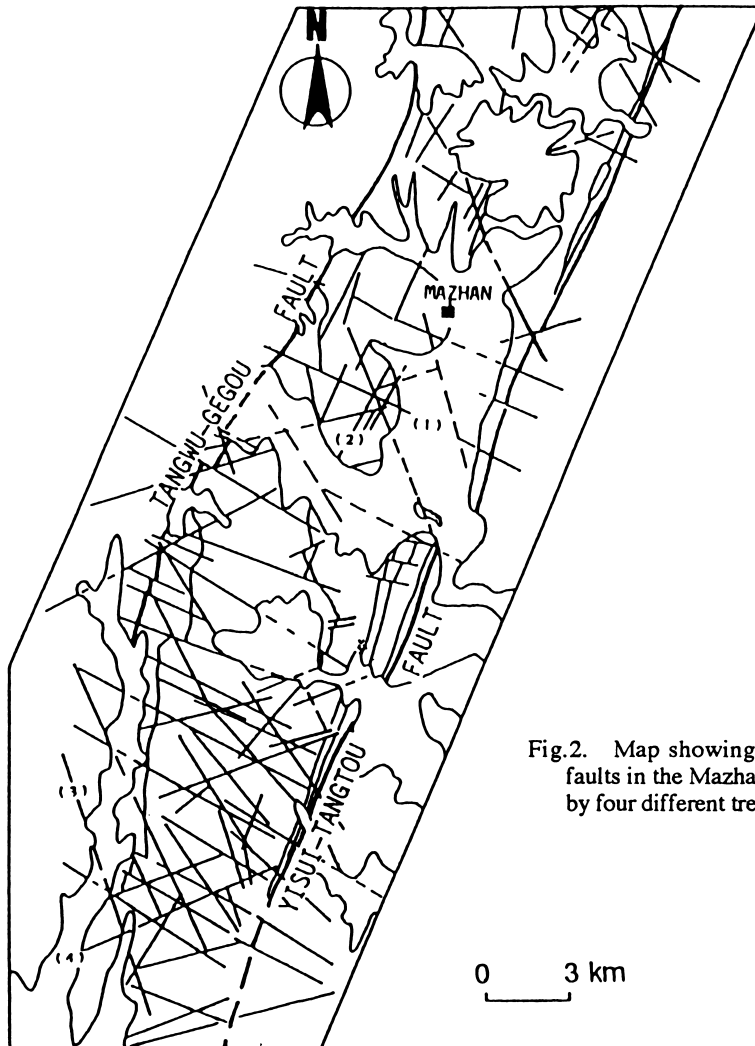 N
MAZHAN
TANGWU-GÉGOU FAULT
(1)
(2)
FAULT
YISUI-TANGTOU
(3)
(4)
Fig.2. Map showing
faults in the Mazha
by four different tre
0 3 km